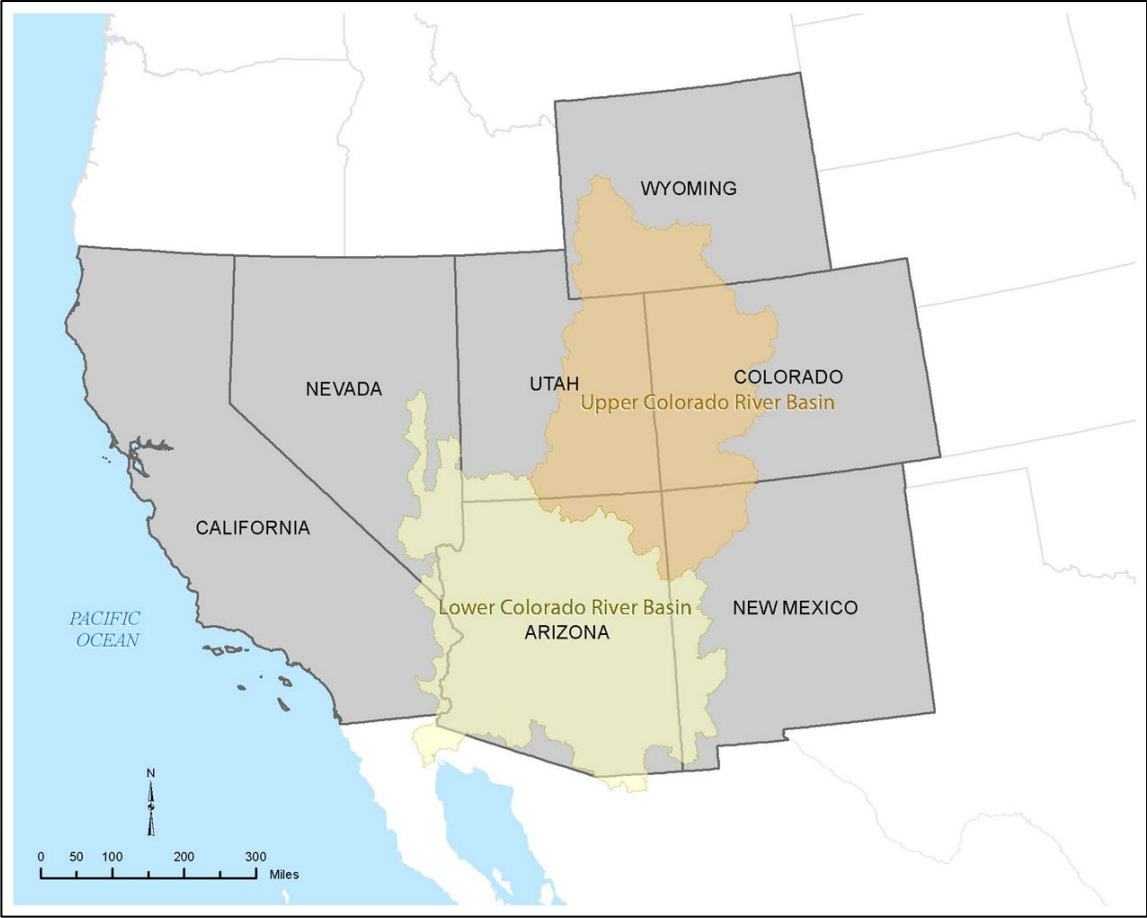 WYOMING
NEVADA
UTAH
COLORADO
Upper Colorado River Basin
CALIFORNIA
Lower Colorado River Basin
ARIZONA
NEW MEXICO
PACIFIC
OCEAN
N
0 50 100 200 300
Miles